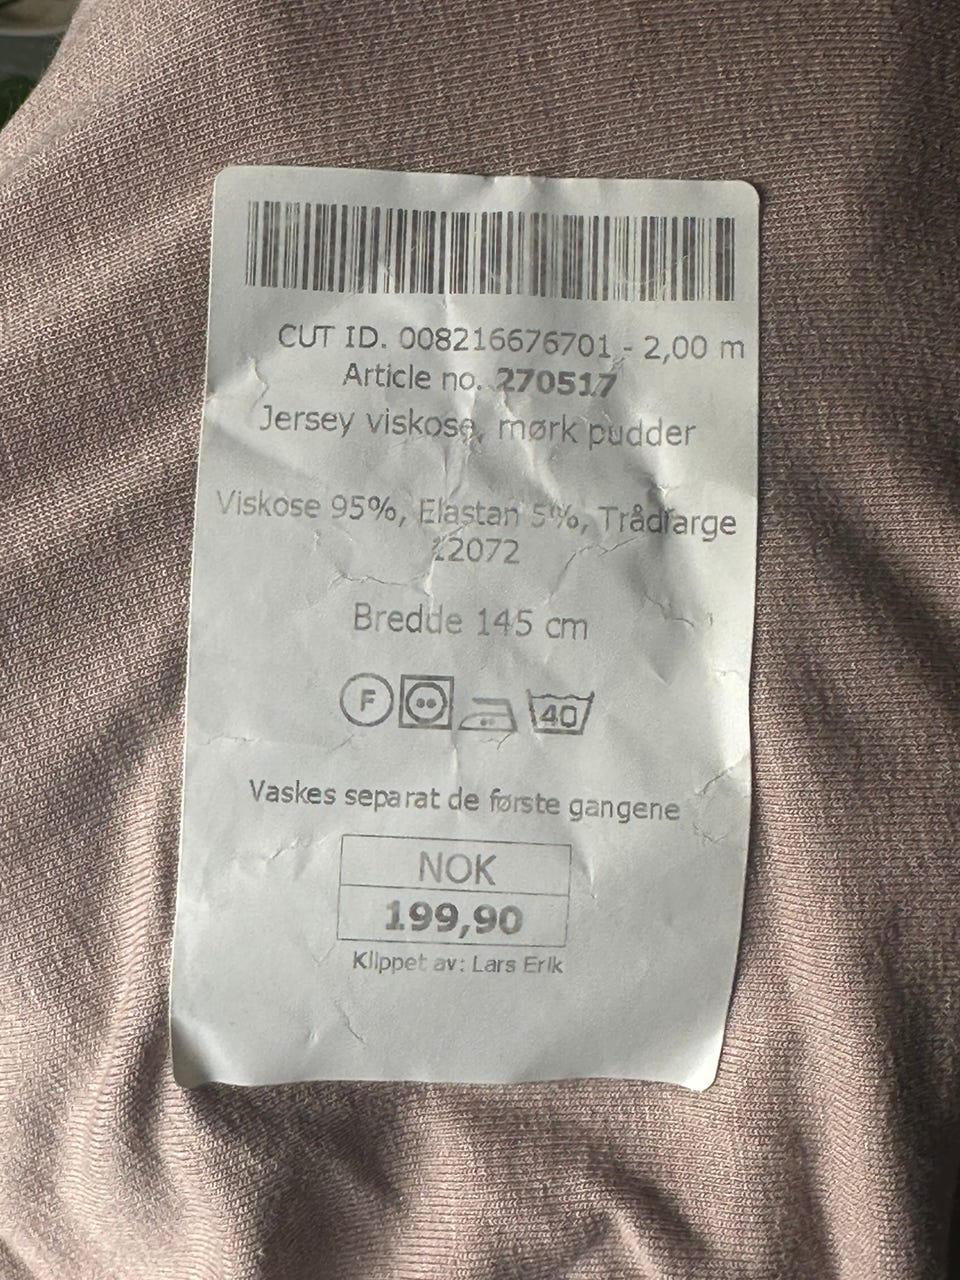 CUT ID. 008216676701 - 2,00 m
Article no. 270517
Jersey viskose, mørk pudder
Viskose 95%, Elastan 5%, Trådfarge
12072
Bredde 145 cm
F 40
Vaskes separat de første gangene
NOK
199,90
Klippet av: Lars Erik